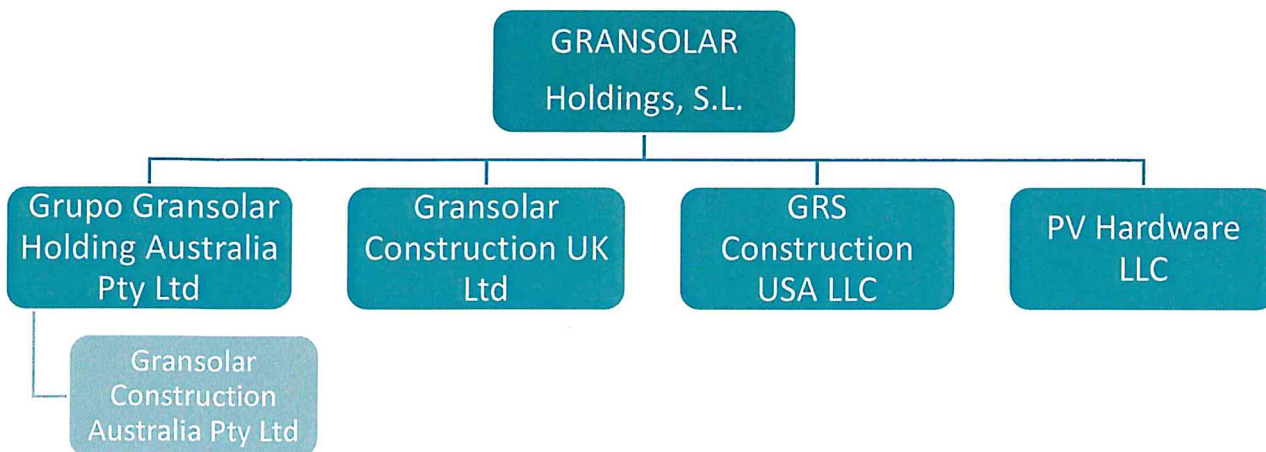 GRANSOLAR
Holdings, S.L.
Grupo Gransolar
Holding Australia
Pty Ltd
Gransolar
Construction UK
Ltd
GRS
Construction
USA LLC
PV Hardware
LLC
Gransolar
Construction
Australia Pty Ltd